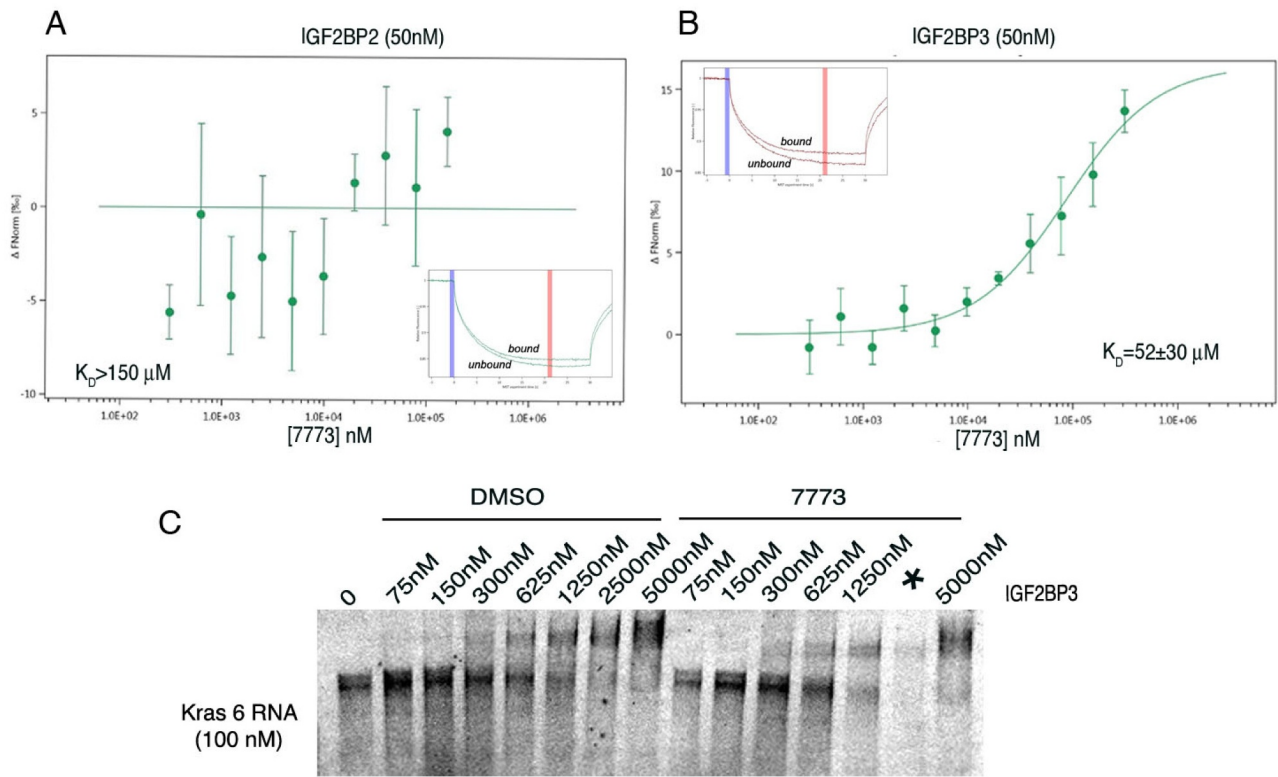 A
IGF2BP2 (50nM)
Δ FNorm [‰]
5
0
-5
-10
bound
unbound
K_D>150 µM
1.0E+02 1.0E+03 1.0E+04 1.0E+05 1.0E+06
[7773] nM
B
IGF2BP3 (50nM)
Δ FNorm [‰]
15
10
5
0
bound
unbound
K_D=52±30 µM
1.0E+02 1.0E+03 1.0E+04 1.0E+05 1.0E+06
[7773] nM
C
DMSO 7773
0 75nM 150nM 300nM 625nM 1250nM 2500nM 5000nM 75nM 150nM 300nM 625nM 1250nM * 5000nM IGF2BP3
Kras 6 RNA
(100 nM)